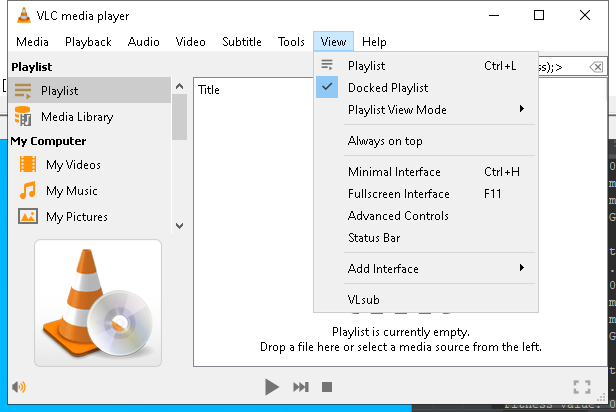 VLC media player
Media Playback Audio Video Subtitle Tools View Help
Playlist
Playlist
Media Library
My Computer
My Videos
My Music
My Pictures
Title
ss);>
Playlist Ctrl+L
Docked Playlist
Playlist View Mode
Always on top
Minimal Interface Ctrl+H
Fullscreen Interface F11
Advanced Controls
Status Bar
Add Interface
VLsub
Playlist is currently empty.
Drop a file here or select a media source from the left.